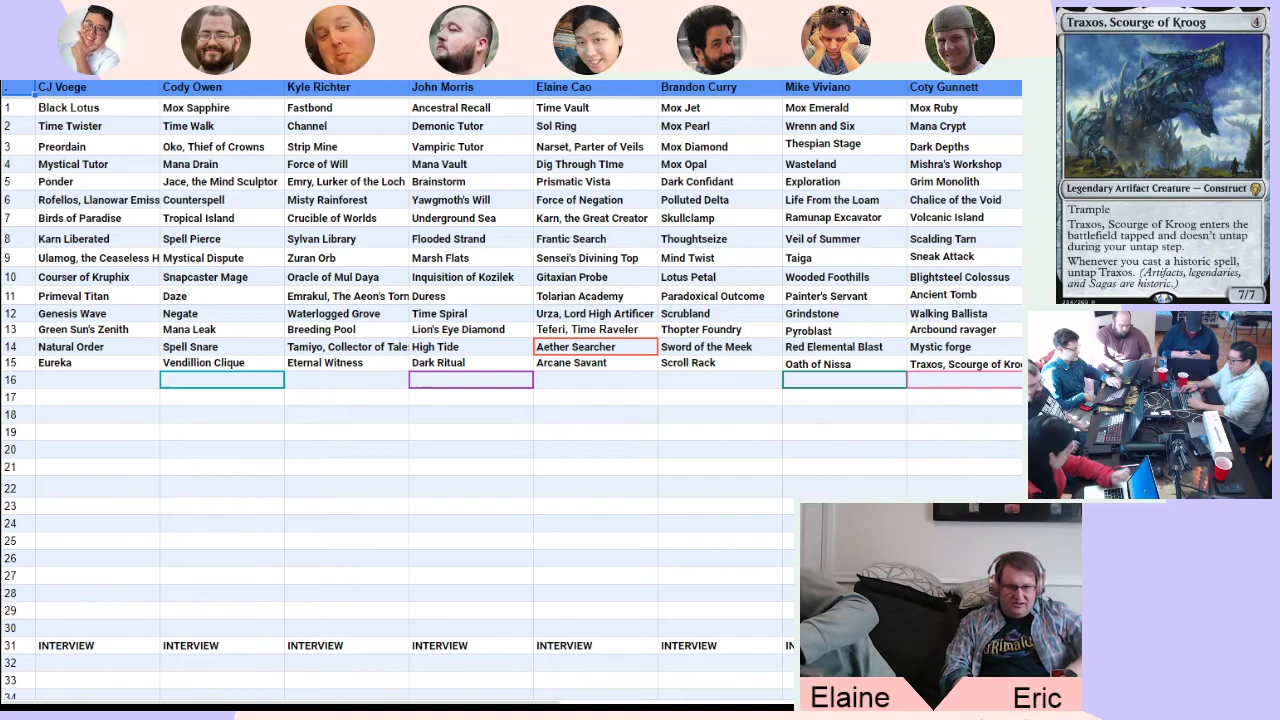 . CJ Voege Cody Owen Kyle Richter John Morris Elaine Cao Brandon Curry Mike Viviano Coty Gunnett
1 Black Lotus Mox Sapphire Fastbond Ancestral Recall Time Vault Mox Jet Mox Emerald Mox Ruby
2 Time Twister Time Walk Channel Demonic Tutor Sol Ring Mox Pearl Wrenn and Six Mana Crypt
3 Preordain Oko, Thief of Crowns Strip Mine Vampiric Tutor Narset, Parter of Veils Mox Diamond Thespian Stage Dark Depths
4 Mystical Tutor Mana Drain Force of Will Mana Vault Dig Through TIme Mox Opal Wasteland Mishra's Workshop
5 Ponder Jace, the Mind Sculptor Emry, Lurker of the Loch Brainstorm Prismatic Vista Dark Confidant Exploration Grim Monolith
6 Rofellos, Llanowar Emiss Counterspell Misty Rainforest Yawgmoth's Will Force of Negation Polluted Delta Life From the Loam Chalice of the Void
7 Birds of Paradise Tropical Island Crucible of Worlds Underground Sea Karn, the Great Creator Skullclamp Ramunap Excavator Volcanic Island
8 Karn Liberated Spell Pierce Sylvan Library Flooded Strand Frantic Search Thoughtseize Veil of Summer Scalding Tarn
9 Ulamog, the Ceaseless H Mystical Dispute Zuran Orb Marsh Flats Sensei's Divining Top Mind Twist Taiga Sneak Attack
10 Courser of Kruphix Snapcaster Mage Oracle of Mul Daya Inquisition of Kozilek Gitaxian Probe Lotus Petal Wooded Foothills Blightsteel Colossus
11 Primeval Titan Daze Emrakul, The Aeon's Torn Duress Tolarian Academy Paradoxical Outcome Painter's Servant Ancient Tomb
12 Genesis Wave Negate Waterlogged Grove Time Spiral Urza, Lord High Artificer Scrubland Grindstone Walking Ballista
13 Green Sun's Zenith Mana Leak Breeding Pool Lion's Eye Diamond Teferi, Time Raveler Thopter Foundry Pyroblast Arcbound ravager
14 Natural Order Spell Snare Tamiyo, Collector of Tale High Tide Aether Searcher Sword of the Meek Red Elemental Blast Mystic forge
15 Eureka Vendillion Clique Eternal Witness Dark Ritual Arcane Savant Scroll Rack Oath of Nissa Traxos, Scourge of Kroo
16
17
18
19
20
21
22
23
24
25
26
27
28
29
30
31 INTERVIEW INTERVIEW INTERVIEW INTERVIEW INTERVIEW INTERVIEW IN
32
33
34
Traxos, Scourge of Kroog 4
Legendary Artifact Creature — Construct
Trample
Traxos, Scourge of Kroog enters the
battlefield tapped and doesn't untap
during your untap step.
Whenever you cast a historic spell,
untap Traxos. (Artifacts, legendaries,
and Sagas are historic.)
7/7
Elaine Eric